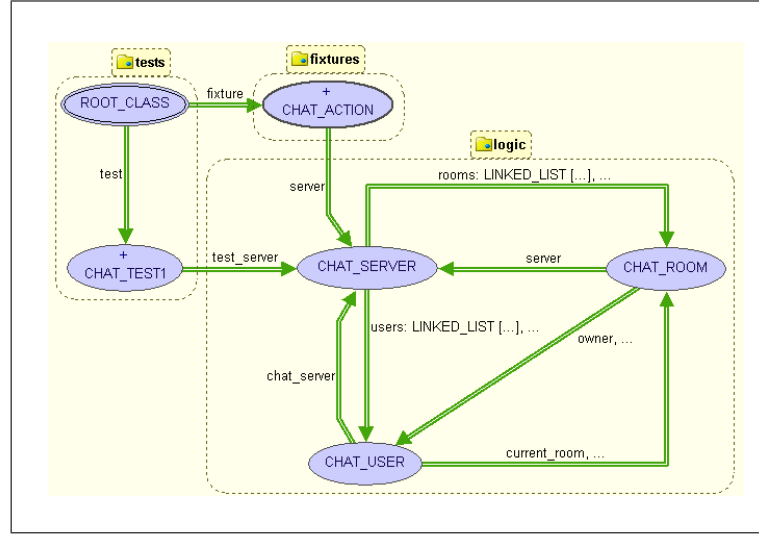 tests
fixtures
ROOT_CLASS
fixture
+
CHAT_ACTION
logic
test
server
rooms: LINKED_LIST [...], ...
+
CHAT_TEST1
test_server
CHAT_SERVER
server
CHAT_ROOM
users: LINKED_LIST [...], ...
owner, ...
chat_server
CHAT_USER
current_room, ...